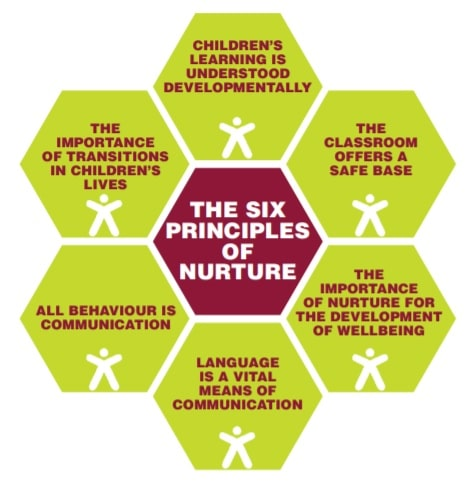 CHILDREN'S
LEARNING IS
UNDERSTOOD
DEVELOPMENTALLY
THE
CLASSROOM
OFFERS A
SAFE BASE
THE
IMPORTANCE
OF NURTURE FOR
THE DEVELOPMENT
OF WELLBEING
LANGUAGE
IS A VITAL
MEANS OF
COMMUNICATION
ALL BEHAVIOUR IS
COMMUNICATION
THE
IMPORTANCE
OF TRANSITIONS
IN CHILDREN'S
LIVES
THE SIX
PRINCIPLES
OF
NURTURE